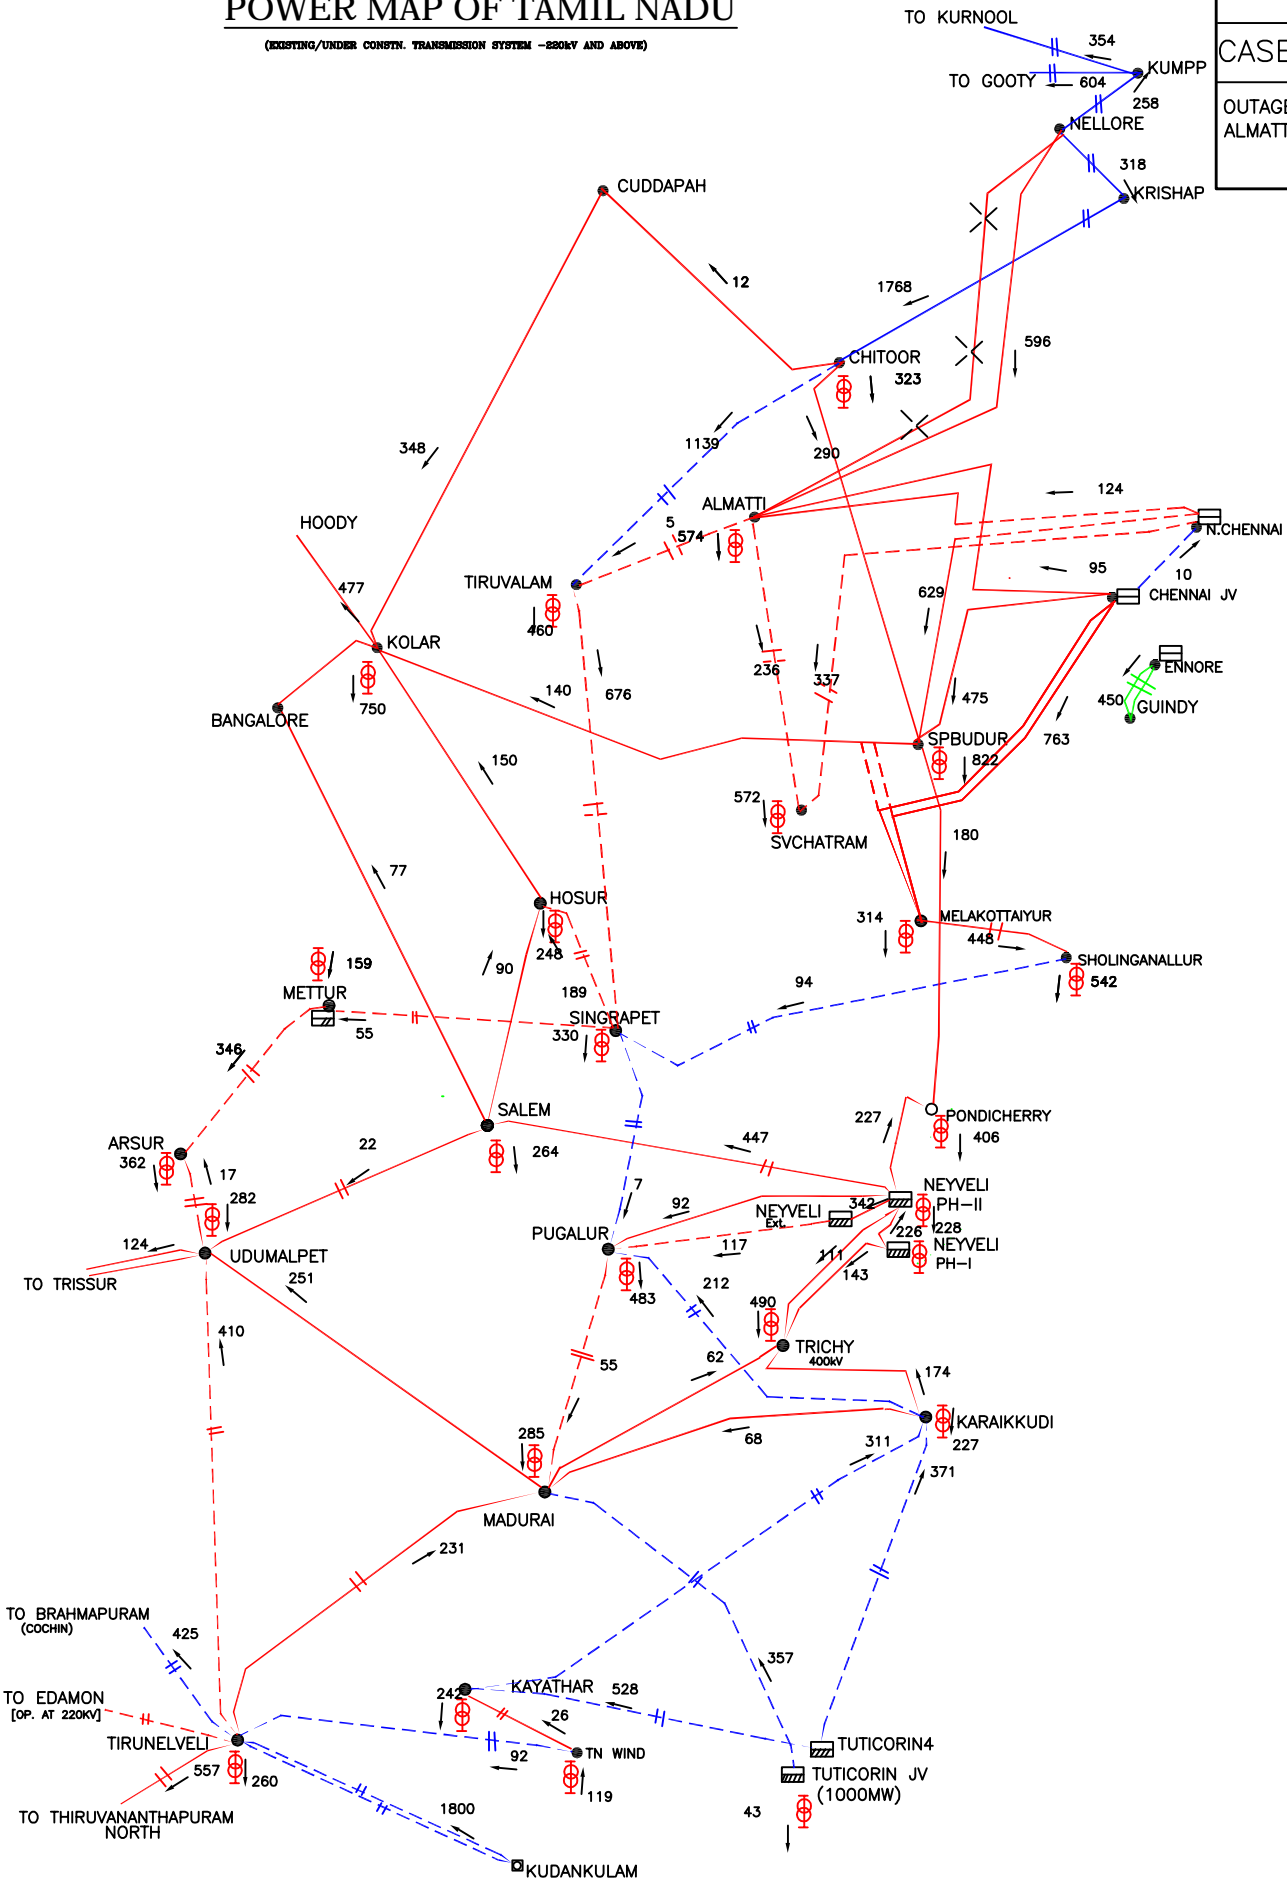 POWER MAP OF TAMIL NADU
(EXISTING/UNDER CONSTN. TRANSMISSION SYSTEM -220kV AND ABOVE)
TO KURNOOL
354
KUMPP
TO GOOTY
604
258
NELLORE
318
KRISHAP
CASE
OUTAGE
ALMATT
CUDDAPAH
12
1768
CHITOOR
323
596
348
1139
290
ALMATTI
124
HOODY
5
574
N.CHENNAI
TIRUVALAM
95
10
CHENNAI JV
477
460
629
KOLAR
236
337
ENNORE
750
140
676
475
450
GUINDY
BANGALORE
763
SPBUDUR
822
150
572
SVCHATRAM
180
77
HOSUR
314
MELAKOTTAIYUR
248
448
159
90
SHOLINGANALLUR
METTUR
189
94
542
SINGRAPET
55
330
346
SALEM
227
PONDICHERRY
ARSUR
22
447
406
362
17
264
282
7
92
NEYVELI
Ext.
342
NEYVELI
PH-II
124
UDUMALPET
PUGALUR
226
228
117
111
NEYVELI
PH-I
TO TRISSUR
251
212
143
483
490
410
TRICHY
400kV
55
62
174
285
68
KARAIKKUDI
227
311
371
MADURAI
231
TO BRAHMAPURAM
(COCHIN)
425
357
TO EDAMON
[OP. AT 220KV]
242
KAYATHAR
528
26
TIRUNELVELI
TN WIND
TUTICORIN4
92
557
260
119
TUTICORIN JV
(1000MW)
43
TO THIRUVANANTHAPURAM
NORTH
1800
KUDANKULAM